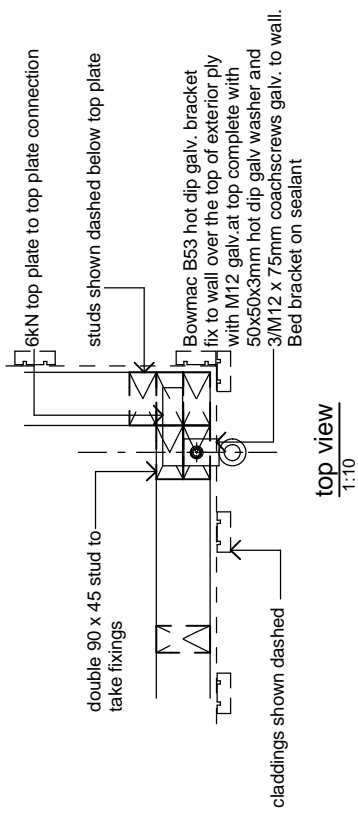 6kN top plate to top plate connection
studs shown dashed below top plate
double 90 x 45 stud to
take fixings
Bowmac B53 hot dip galv. bracket
fix to wall over the top of exterior ply
with M12 galv.at top complete with
50x50x3mm hot dip galv washer and
3/M12 x 75mm coachscrews galv. to wall.
Bed bracket on sealant
claddings shown dashed
top view
1:10